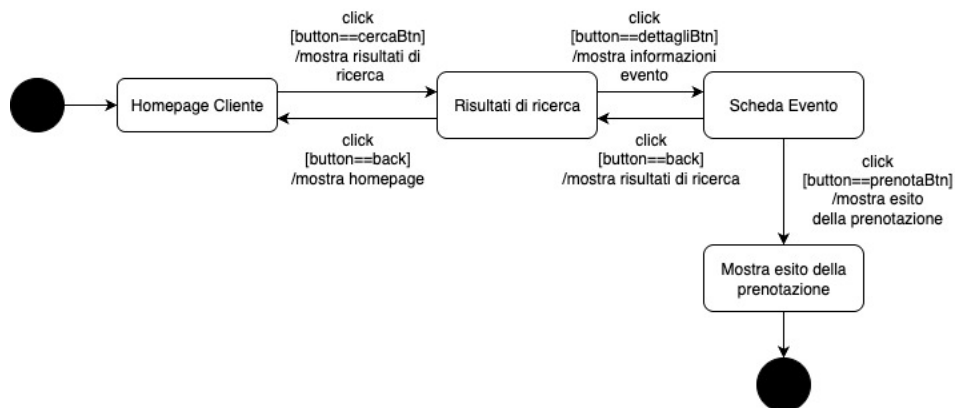 click
[button==cercaBtn]
/mostra risultati di
ricerca
click
[button==dettagliBtn]
/mostra informazioni
evento
Homepage Cliente
Risultati di ricerca
Scheda Evento
click
[button==back]
/mostra homepage
click
[button==back]
/mostra risultati di ricerca
click
[button==prenotaBtn]
/mostra esito
della prenotazione
Mostra esito della
prenotazione